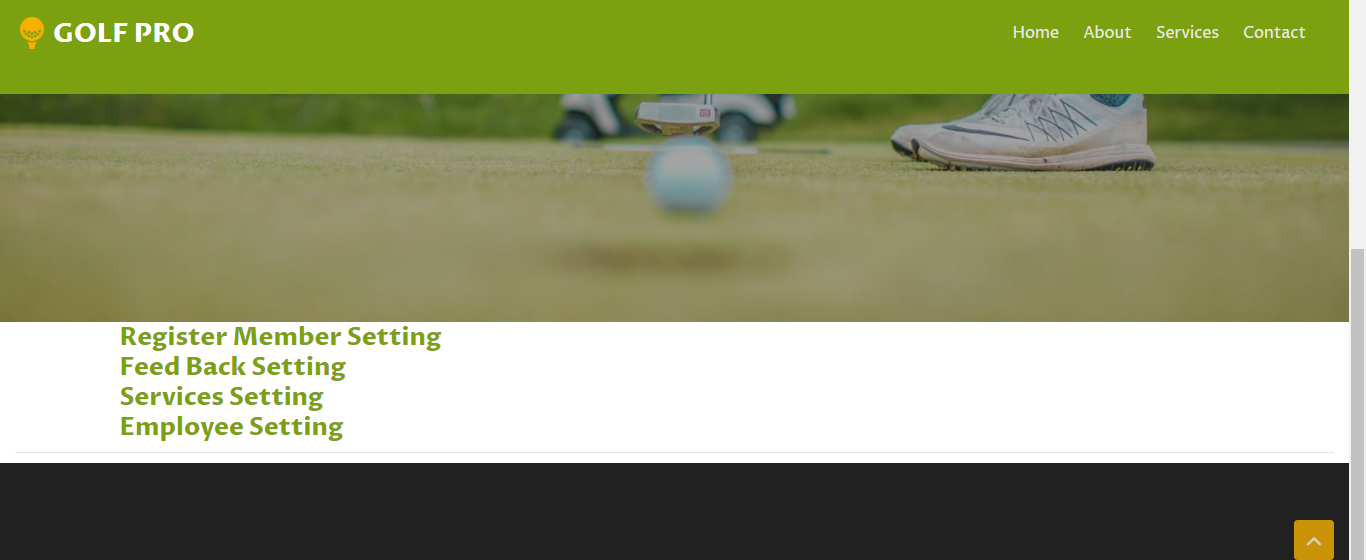 GOLF PRO
Home About Services Contact
Register Member Setting
Feed Back Setting
Services Setting
Employee Setting